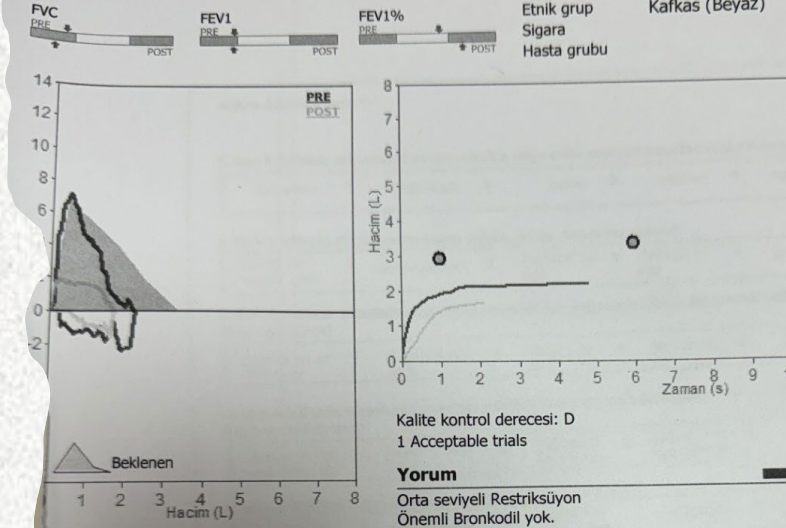 FVC
PRE
POST
FEV1
PRE
POST
FEV1%
PRE
POST
Etnik grup Kafkas (Beyaz)
Sigara
Hasta grubu
14
12
10
8
6
4
2
0
-2
PRE
POST
Beklenen
1 2 3 4 5 6 7 8
Hacim (L)
8
7
6
5
4
3
2
1
0
Hacim (L)
0 1 2 3 4 5 6 7 8 9
Zaman (s)
Kalite kontrol derecesi: D
1 Acceptable trials
Yorum
Orta seviyeli Restriksüyon
Önemli Bronkodil yok.